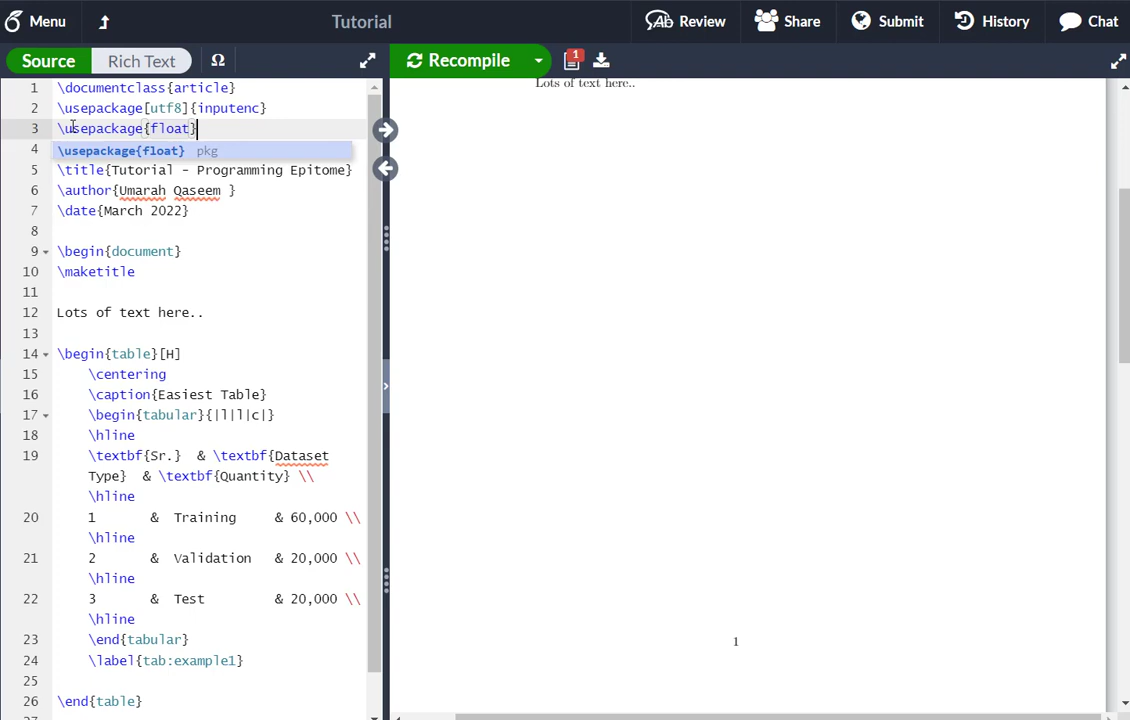 Menu
Tutorial
Review
Share
Submit
History
Chat
Source
Rich Text
Ω
Recompile
1
1 \documentclass{article}
2 \usepackage[utf8]{inputenc}
3 \usepackage{float}
4 \usepackage{float} pkg
5 \title{Tutorial - Programming Epitome}
6 \author{Umarah Qaseem }
7 \date{March 2022}
8
9 \begin{document}
10 \maketitle
11
12 Lots of text here..
13
14 \begin{table}[H]
15 \centering
16 \caption{Easiest Table}
17 \begin{tabular}{|l|l|c|}
18 \hline
19 \textbf{Sr.} & \textbf{Dataset
Type} & \textbf{Quantity} \\
\hline
20 1 & Training & 60,000 \\
\hline
21 2 & Validation & 20,000 \\
\hline
22 3 & Test & 20,000 \\
\hline
23 \end{tabular}
24 \label{tab:example1}
25
26 \end{table}
27
Lots of text here..
1